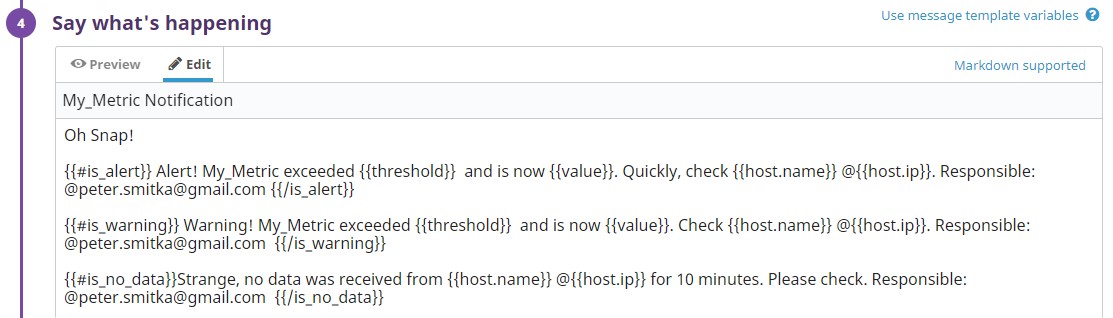 4
Say what's happening
Use message template variables ?
Preview
Edit
Markdown supported
My_Metric Notification
Oh Snap!
{{#is_alert}} Alert! My_Metric exceeded {{threshold}}  and is now {{value}}. Quickly, check {{host.name}} @{{host.ip}}. Responsible:
@peter.smitka@gmail.com {{/is_alert}}
{{#is_warning}} Warning! My_Metric exceeded {{threshold}}  and is now {{value}}. Check {{host.name}} @{{host.ip}}. Responsible:
@peter.smitka@gmail.com  {{/is_warning}}
{{#is_no_data}}Strange, no data was received from {{host.name}} @{{host.ip}} for 10 minutes. Please check. Responsible:
@peter.smitka@gmail.com  {{/is_no_data}}